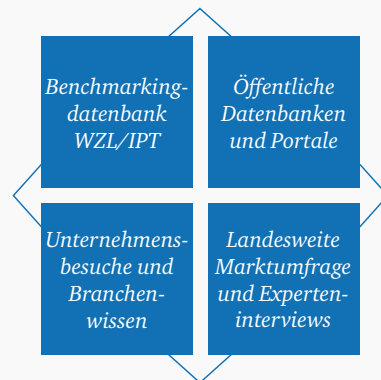 Benchmarking-
datenbank
WZL/IPT
Öffentliche
Datenbanken
und Portale
Unternehmens-
besuche und
Branchen-
wissen
Landesweite
Marktumfrage
und Experten-
interviews